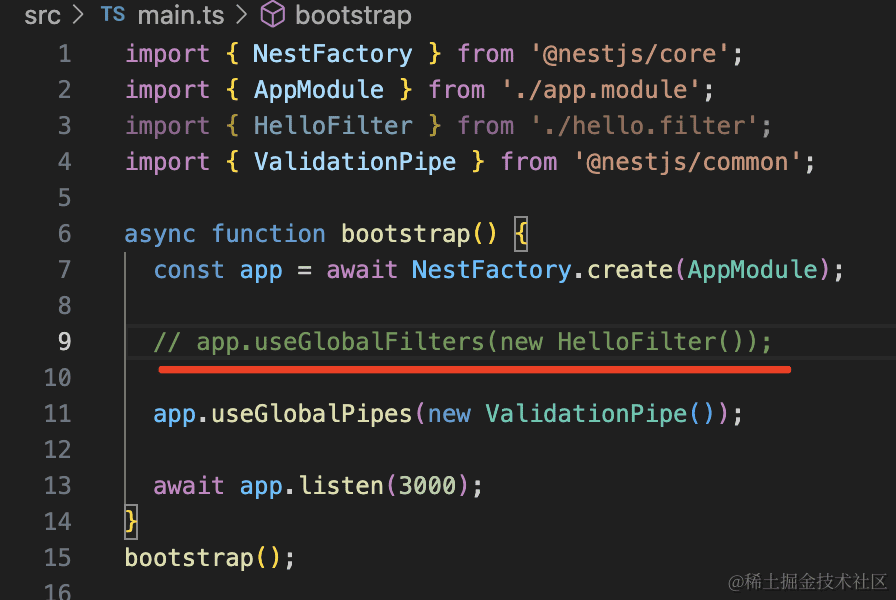 src > TS main.ts > bootstrap
1 import { NestFactory } from '@nestjs/core';
2 import { AppModule } from './app.module';
3 import { HelloFilter } from './hello.filter';
4 import { ValidationPipe } from '@nestjs/common';
5
6 async function bootstrap() {
7   const app = await NestFactory.create(AppModule);
8
9   // app.useGlobalFilters(new HelloFilter());
10
11   app.useGlobalPipes(new ValidationPipe());
12
13   await app.listen(3000);
14 }
15 bootstrap();
16
@稀土掘金技术社区